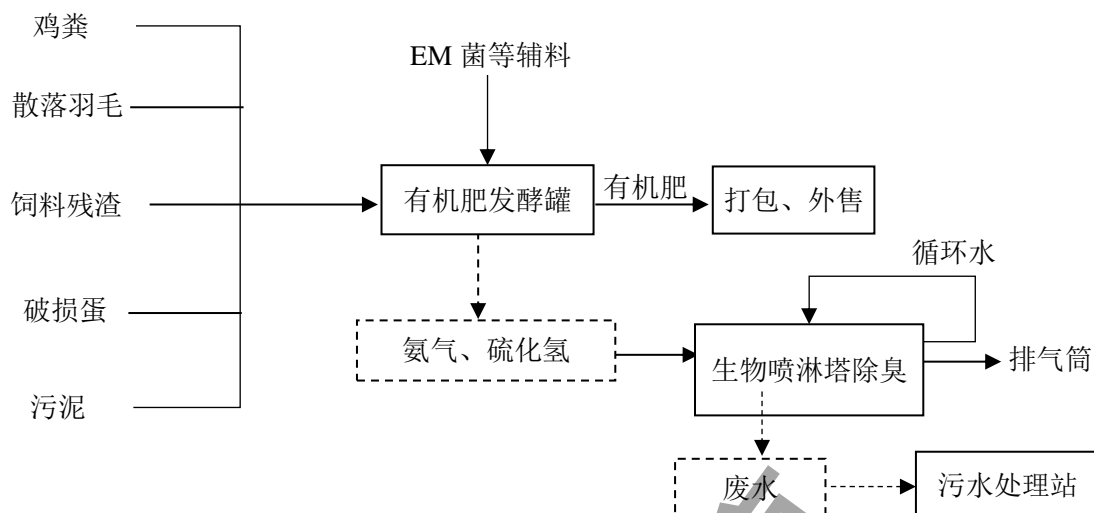 鸡粪
EM 菌等辅料
散落羽毛
饲料残渣
有机肥发酵罐
有机肥
打包、外售
循环水
破损蛋
氨气、硫化氢
生物喷淋塔除臭
排气筒
污泥
废水
污水处理站